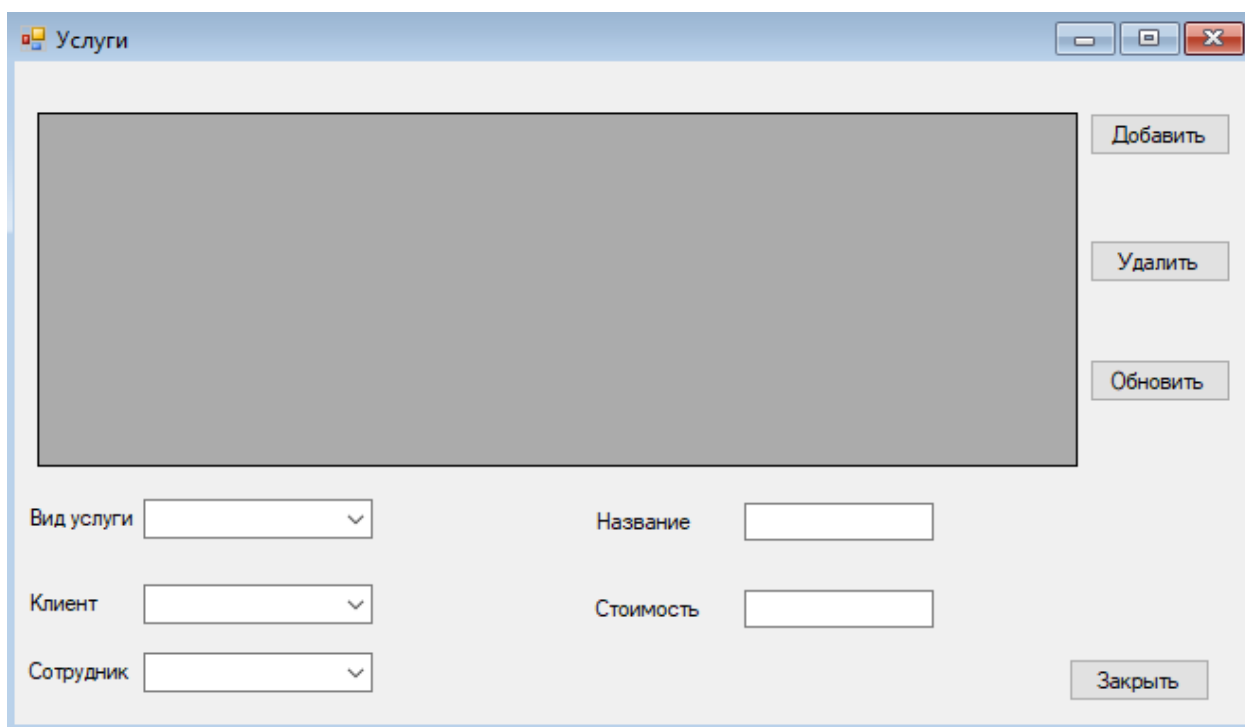 Услуги
Добавить
Удалить
Обновить
Вид услуги
Название
Клиент
Стоимость
Сотрудник
Закрыть